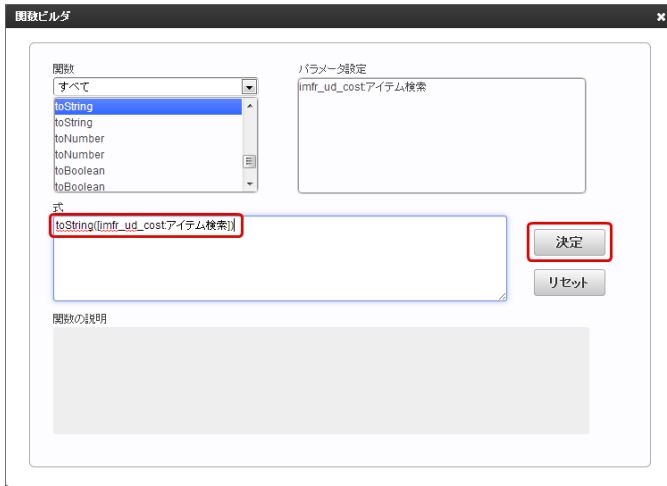 関数ビルダ
関数
すべて
toString
toString
toNumber
toNumber
toBoolean
toBoolean
パラメータ設定
imfr_ud_cost:アイテム検索
式
toString([imfr_ud_cost:アイテム検索])
決定
リセット
関数の説明